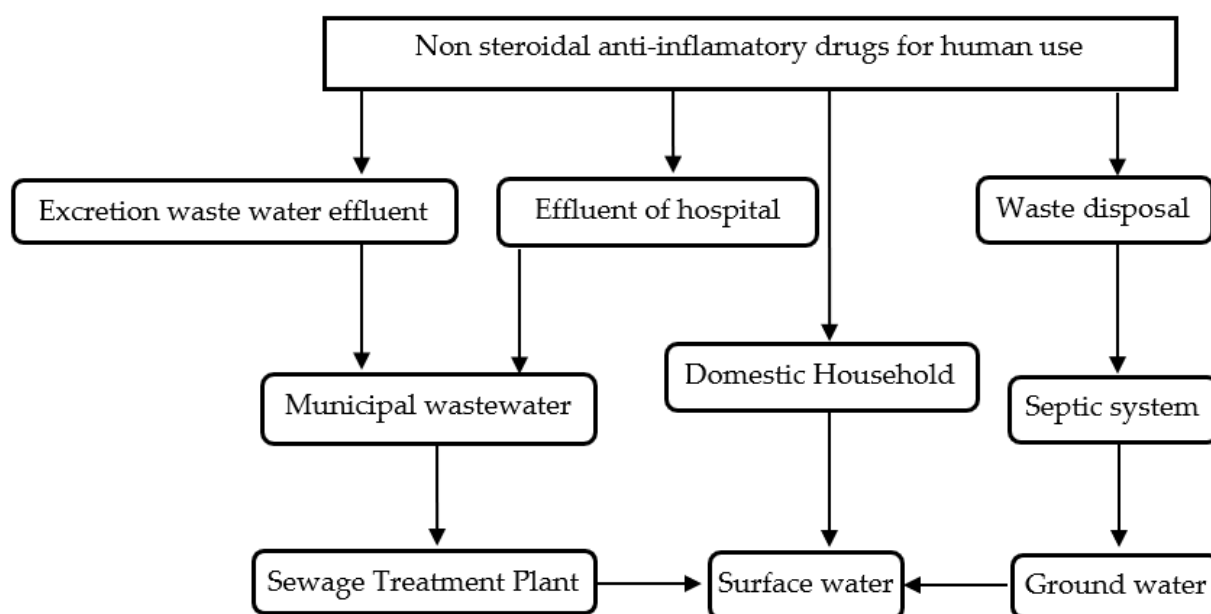 Non steroidal anti-inflamatory drugs for human use
Excretion waste water effluent
Effluent of hospital
Waste disposal
Domestic Household
Municipal wastewater
Septic system
Sewage Treatment Plant
Surface water
Ground water